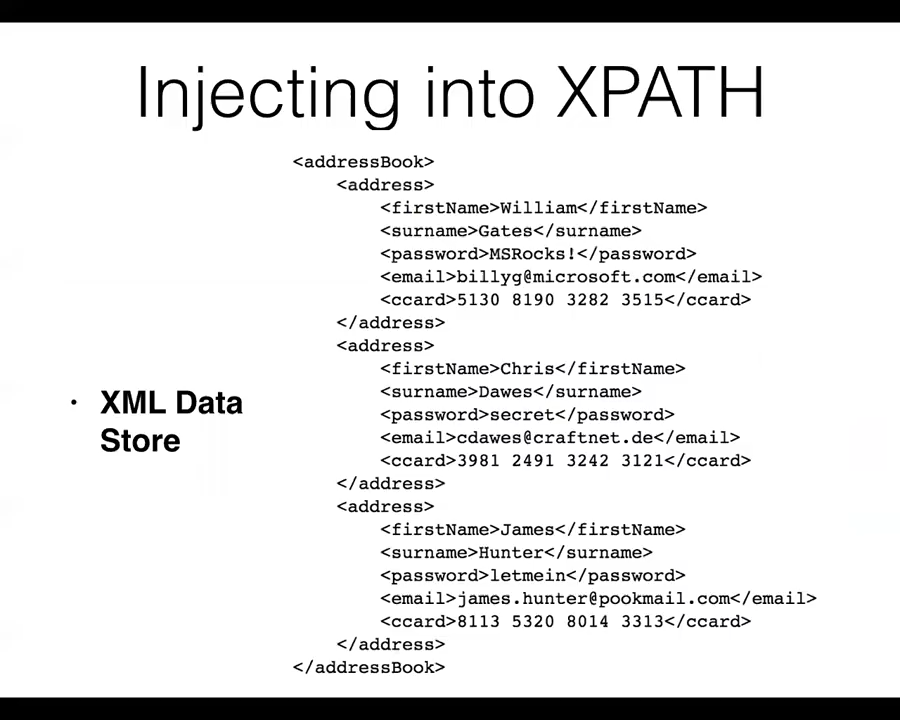 Injecting into XPATH
• XML Data
Store
<addressBook>
    <address>
        <firstName>William</firstName>
        <surname>Gates</surname>
        <password>MSRocks!</password>
        <email>billyg@microsoft.com</email>
        <ccard>5130 8190 3282 3515</ccard>
    </address>
    <address>
        <firstName>Chris</firstName>
        <surname>Dawes</surname>
        <password>secret</password>
        <email>cdawes@craftnet.de</email>
        <ccard>3981 2491 3242 3121</ccard>
    </address>
    <address>
        <firstName>James</firstName>
        <surname>Hunter</surname>
        <password>letmein</password>
        <email>james.hunter@pookmail.com</email>
        <ccard>8113 5320 8014 3313</ccard>
    </address>
</addressBook>